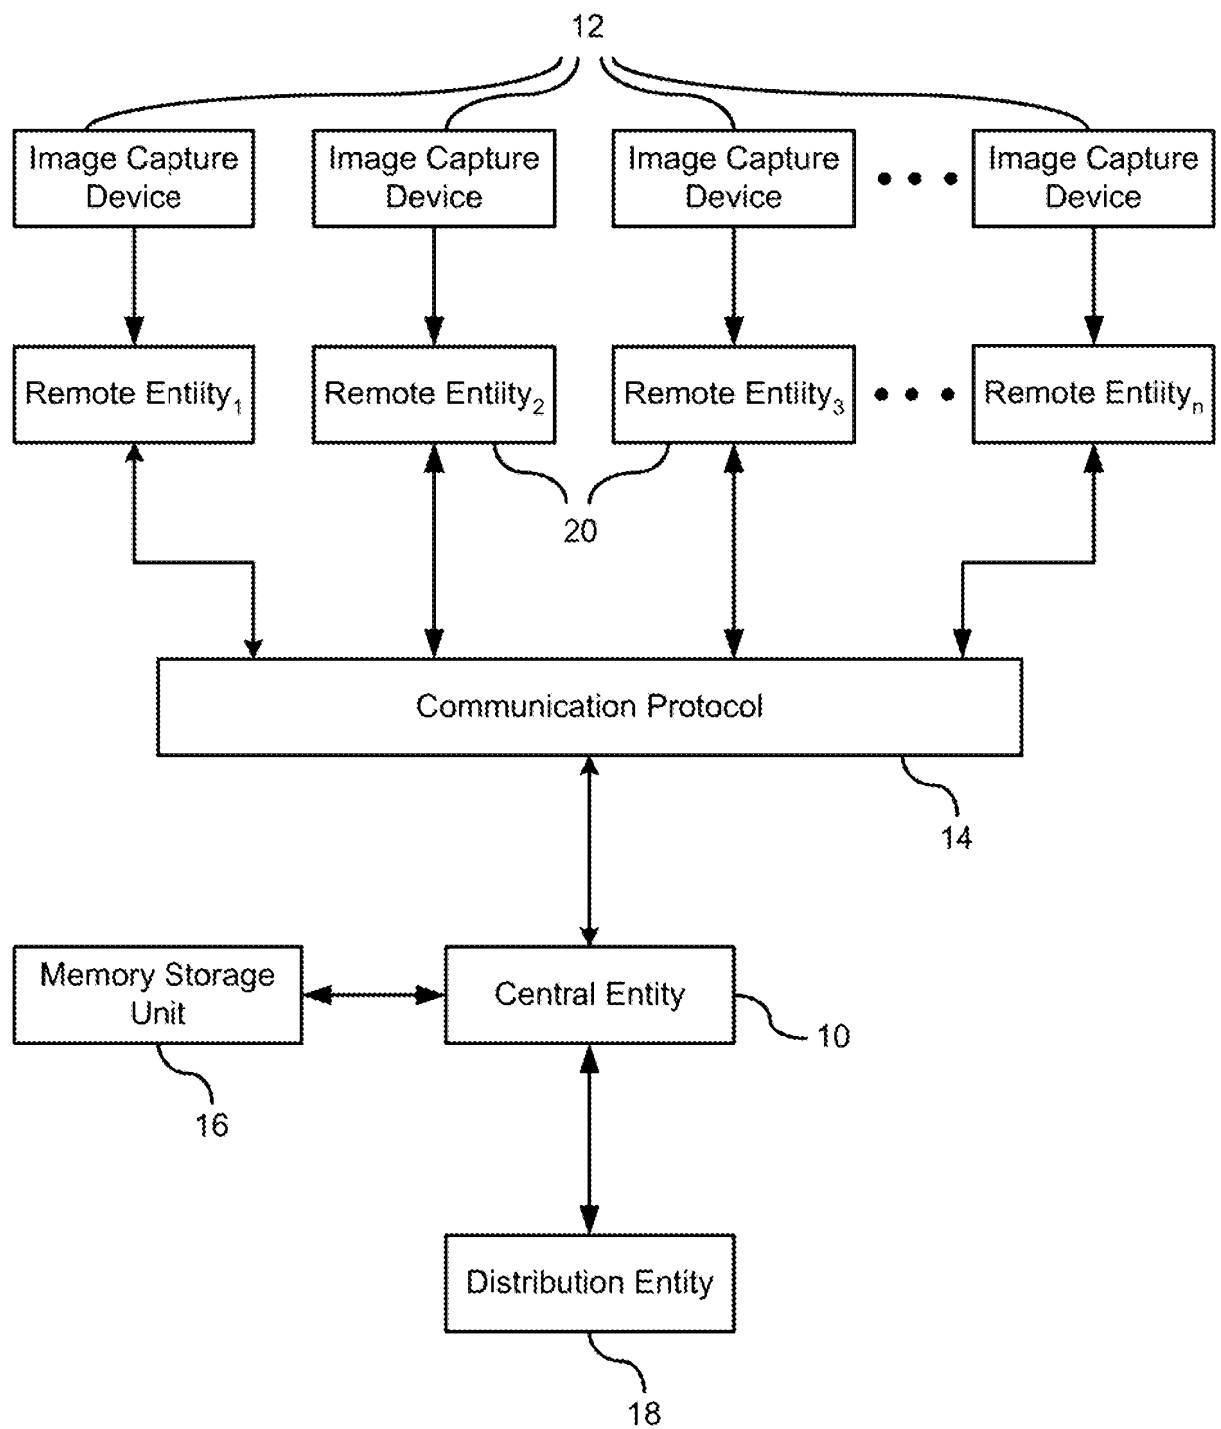 12
Image Capture
Device
Image Capture
Device
Image Capture
Device
Image Capture
Device
Remote Entiity1
Remote Entiity2
Remote Entiity3
Remote Entiityn
20
Communication Protocol
14
Memory Storage
Unit
Central Entity
10
16
Distribution Entity
18